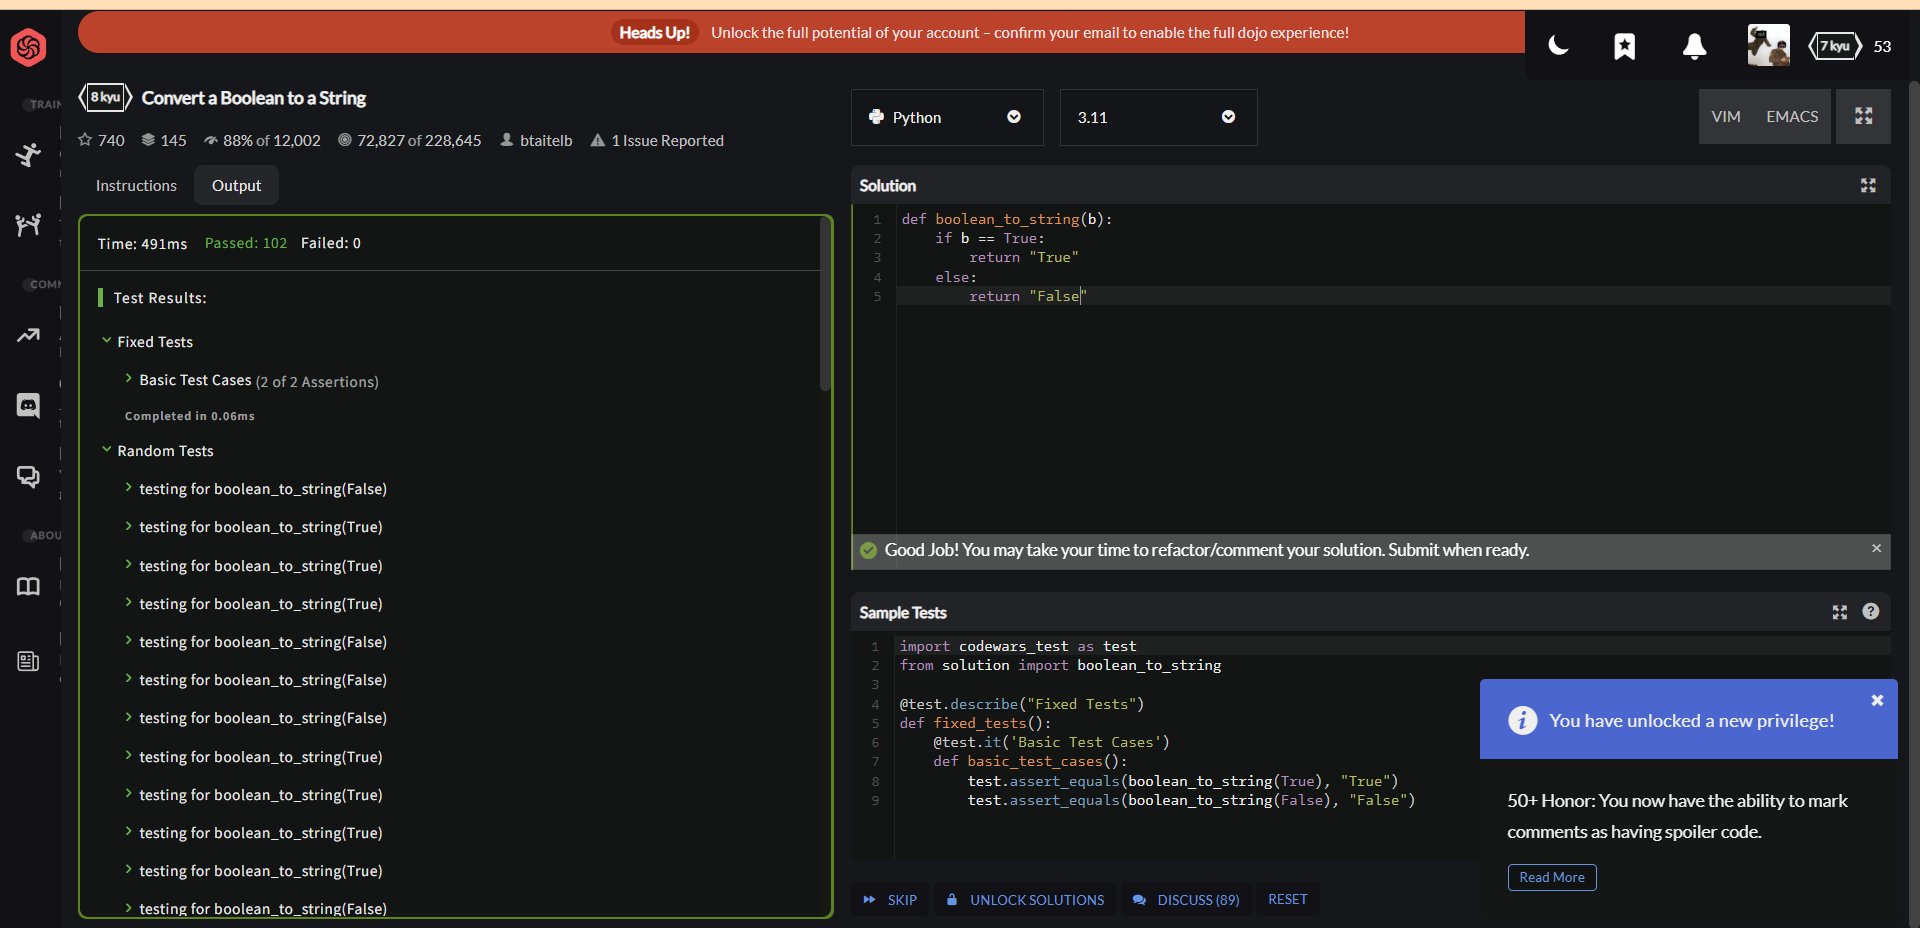 Heads Up! Unlock the full potential of your account – confirm your email to enable the full dojo experience!
7 kyu 53
8 kyu Convert a Boolean to a String
740 145 88% of 12,002 72,827 of 228,645 btaitelb 1 Issue Reported
Instructions Output
Time: 491ms Passed: 102 Failed: 0
Test Results:
Fixed Tests
Basic Test Cases (2 of 2 Assertions)
Completed in 0.06ms
Random Tests
testing for boolean_to_string(False)
testing for boolean_to_string(True)
testing for boolean_to_string(True)
testing for boolean_to_string(True)
testing for boolean_to_string(False)
testing for boolean_to_string(False)
testing for boolean_to_string(False)
testing for boolean_to_string(True)
testing for boolean_to_string(True)
testing for boolean_to_string(True)
testing for boolean_to_string(True)
testing for boolean_to_string(False)
Python 3.11 VIM EMACS
Solution
1 def boolean_to_string(b):
2 if b == True:
3 return "True"
4 else:
5 return "False"
Good Job! You may take your time to refactor/comment your solution. Submit when ready.
Sample Tests
1 import codewars_test as test
2 from solution import boolean_to_string
3
4 @test.describe("Fixed Tests")
5 def fixed_tests():
6 @test.it('Basic Test Cases')
7 def basic_test_cases():
8 test.assert_equals(boolean_to_string(True), "True")
9 test.assert_equals(boolean_to_string(False), "False")
SKIP UNLOCK SOLUTIONS DISCUSS (89) RESET
You have unlocked a new privilege!
50+ Honor: You now have the ability to mark
comments as having spoiler code.
Read More